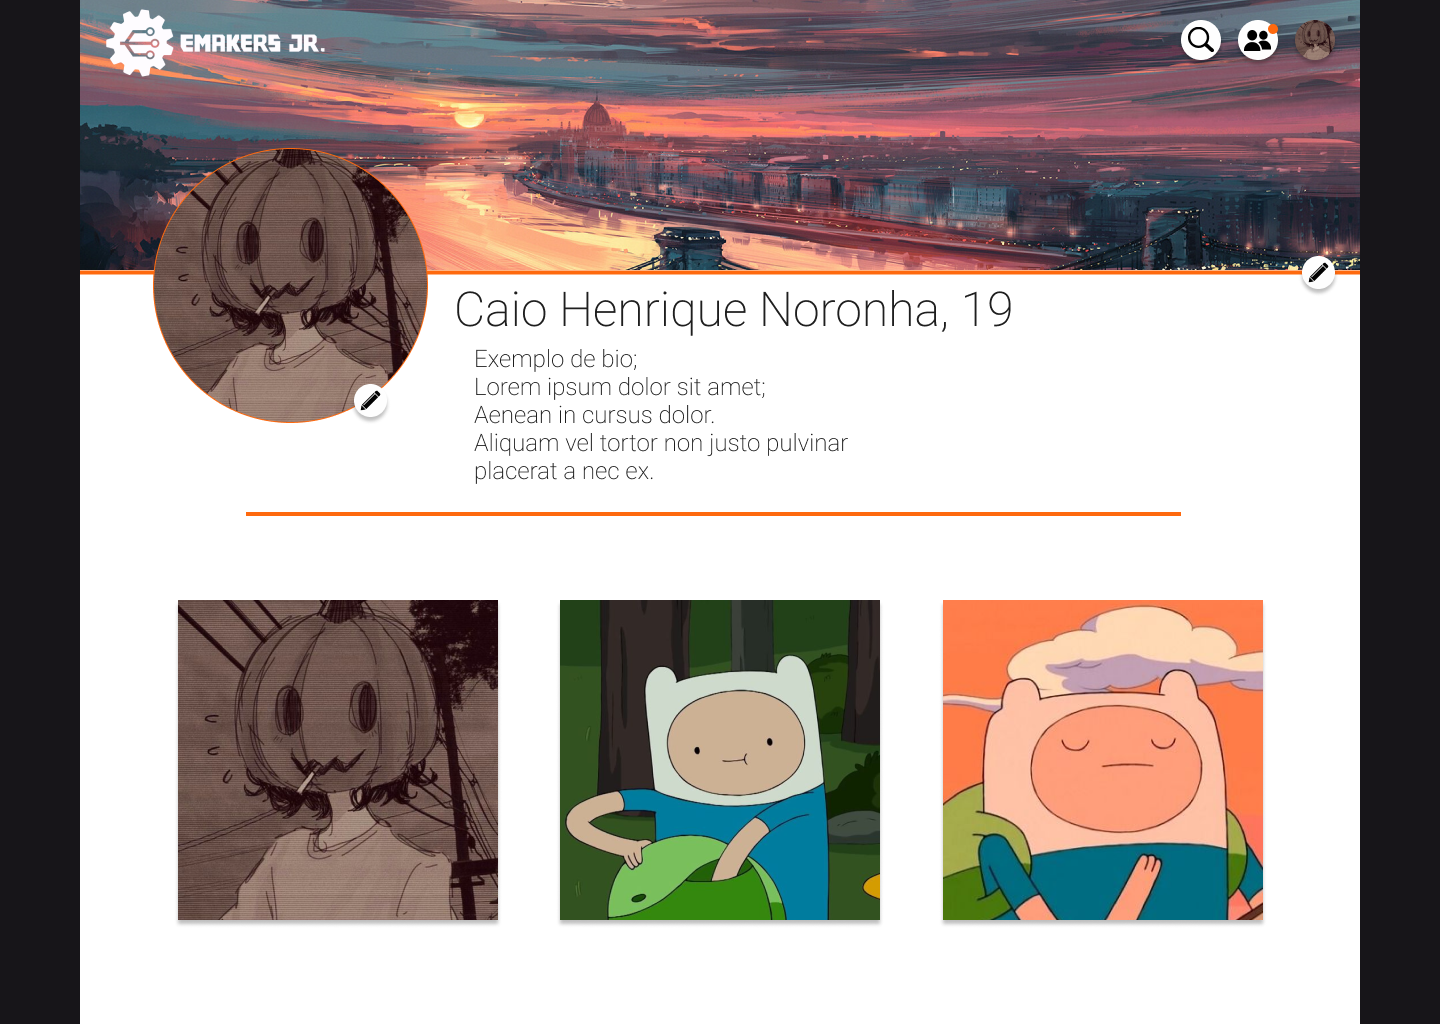 EMAKERS JR.
Caio Henrique Noronha, 19
Exemplo de bio;
Lorem ipsum dolor sit amet;
Aenean in cursus dolor.
Aliquam vel tortor non justo pulvinar
placerat a nec ex.